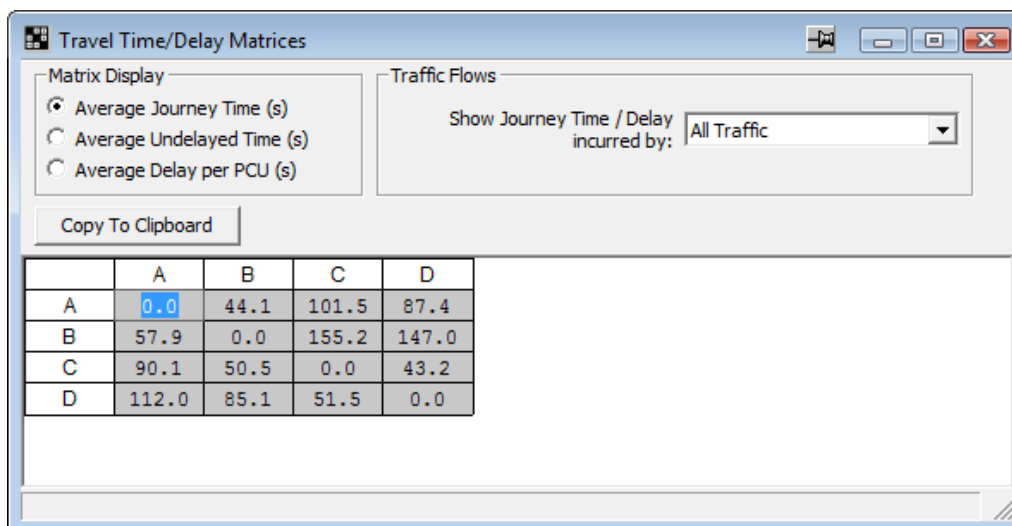 Travel Time/Delay Matrices
Matrix Display
Average Journey Time (s)
Average Undelayed Time (s)
Average Delay per PCU (s)
Traffic Flows
Show Journey Time / Delay
incurred by:
All Traffic
Copy To Clipboard
A B C D
A 0.0 44.1 101.5 87.4
B 57.9 0.0 155.2 147.0
C 90.1 50.5 0.0 43.2
D 112.0 85.1 51.5 0.0